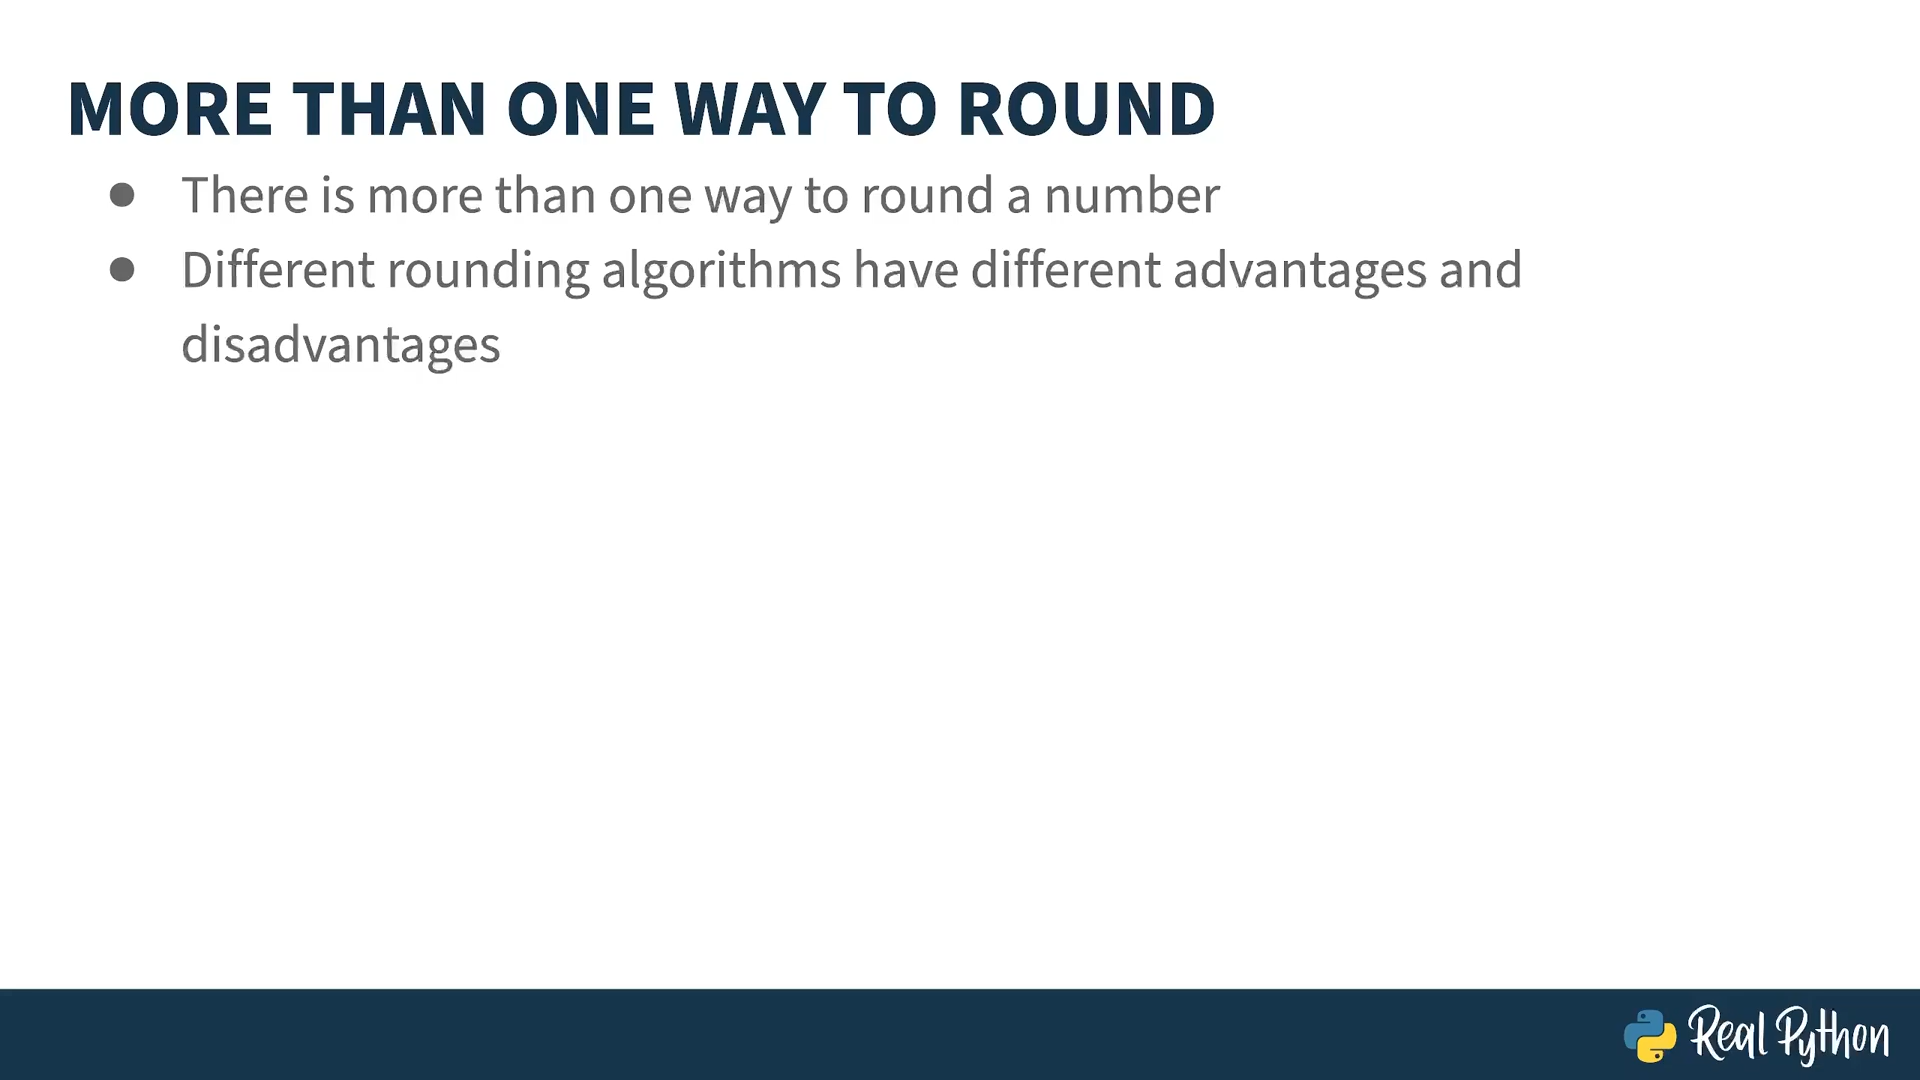 MORE THAN ONE WAY TO ROUND
● There is more than one way to round a number
● Different rounding algorithms have different advantages and
disadvantages
Real Python